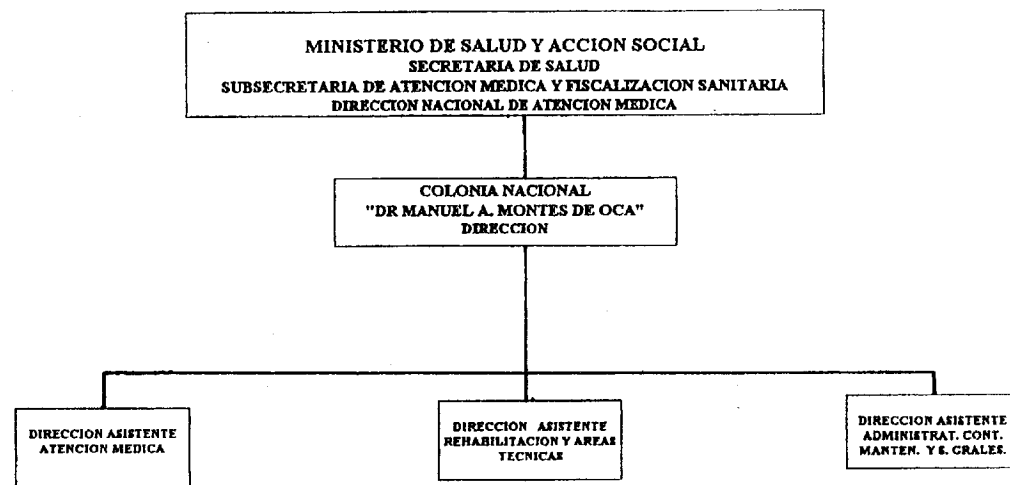 MINISTERIO DE SALUD Y ACCION SOCIAL
SECRETARIA DE SALUD
SUBSECRETARIA DE ATENCION MEDICA Y FISCALIZACION SANITARIA
DIRECCION NACIONAL DE ATENCION MEDICA
COLONIA NACIONAL
"DR MANUEL A. MONTES DE OCA"
DIRECCION
DIRECCION ASISTENTE
ATENCION MEDICA
DIRECCION ASISTENTE
REHABILITACION Y AREAS
TECNICAS
DIRECCION ASISTENTE
ADMINISTRAT. CONT.
MANTEN. Y S. GRALES.